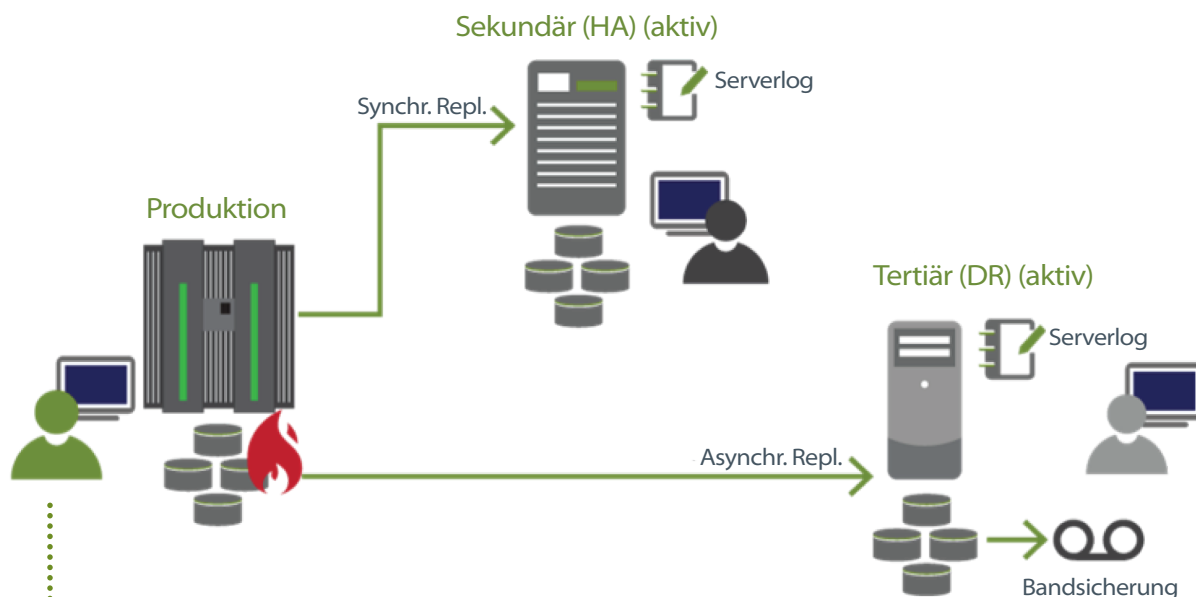 Sekundär (HA) (aktiv)
Serverlog
Synchr. Repl.
Produktion
Tertiär (DR) (aktiv)
Serverlog
Asynchr. Repl.
Bandsicherung